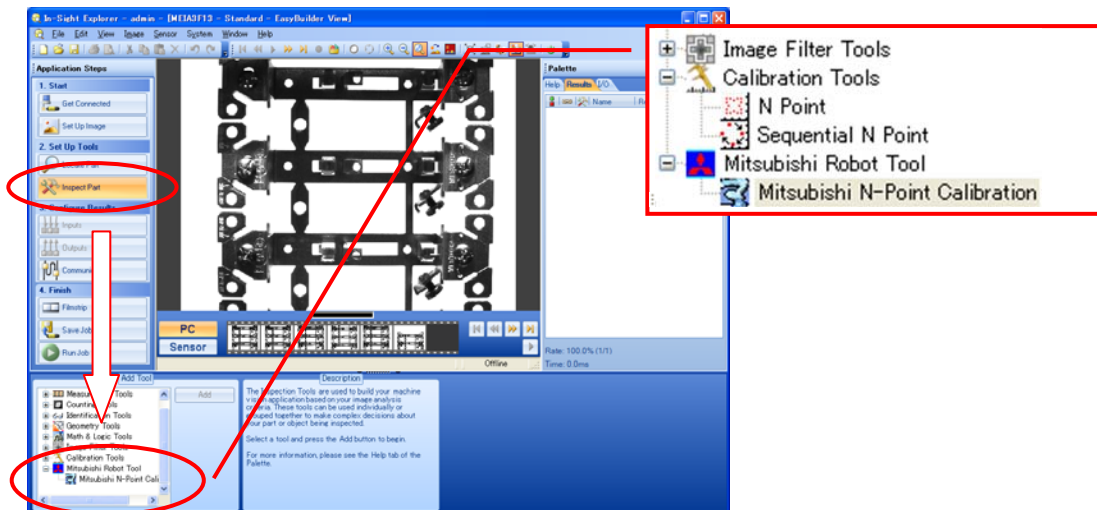 In-Sight Explorer - admin - [MEIA3F13 - Standard - EasyBuilder View]
File Edit View Image Sensor System Window Help
Application Steps
1. Start
Get Connected
Set Up Image
2. Set Up Tools
Inspect Part
Inputs
Outputs
4. Finish
Filmstrip
Save Job
Run Job
PC
Sensor
Offline
Palette
Help Results I/O
Name
Rate: 100.0% (1/1)
Time: 0.0ms
Add Tool
Tools
Counting Tools
Identification Tools
Geometry Tools
Math & Logic Tools
Calibration Tools
Mitsubishi Robot Tool
Mitsubishi N-Point Cali
Add
Description
The Inspection Tools are used to build your machine
vision application based on your image analysis
criteria. These tools can be used individually or
grouped together to make complex decisions about
your part or object being inspected.
Select a tool and press the Add button to begin.
For more information, please see the Help tab of the
Palette.
Image Filter Tools
Calibration Tools
N Point
Sequential N Point
Mitsubishi Robot Tool
Mitsubishi N-Point Calibration